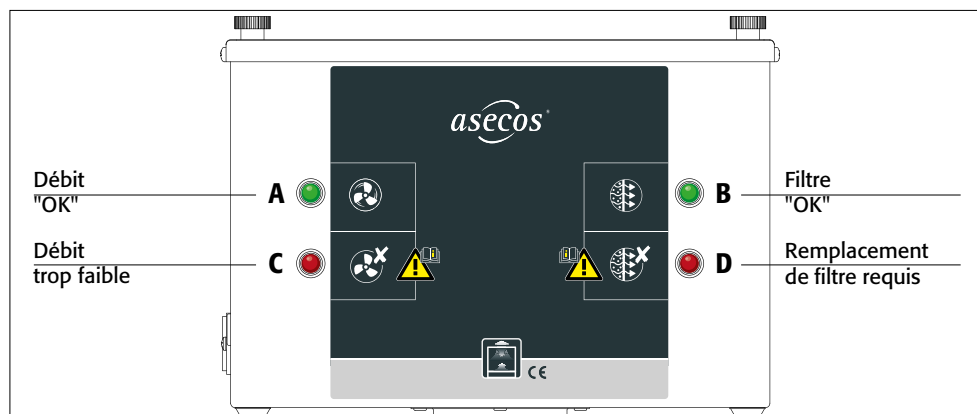 asecos®
Débit
"OK"
A
B
Filtre
"OK"
Débit
trop faible
C
D
Remplacement
de filtre requis
CE